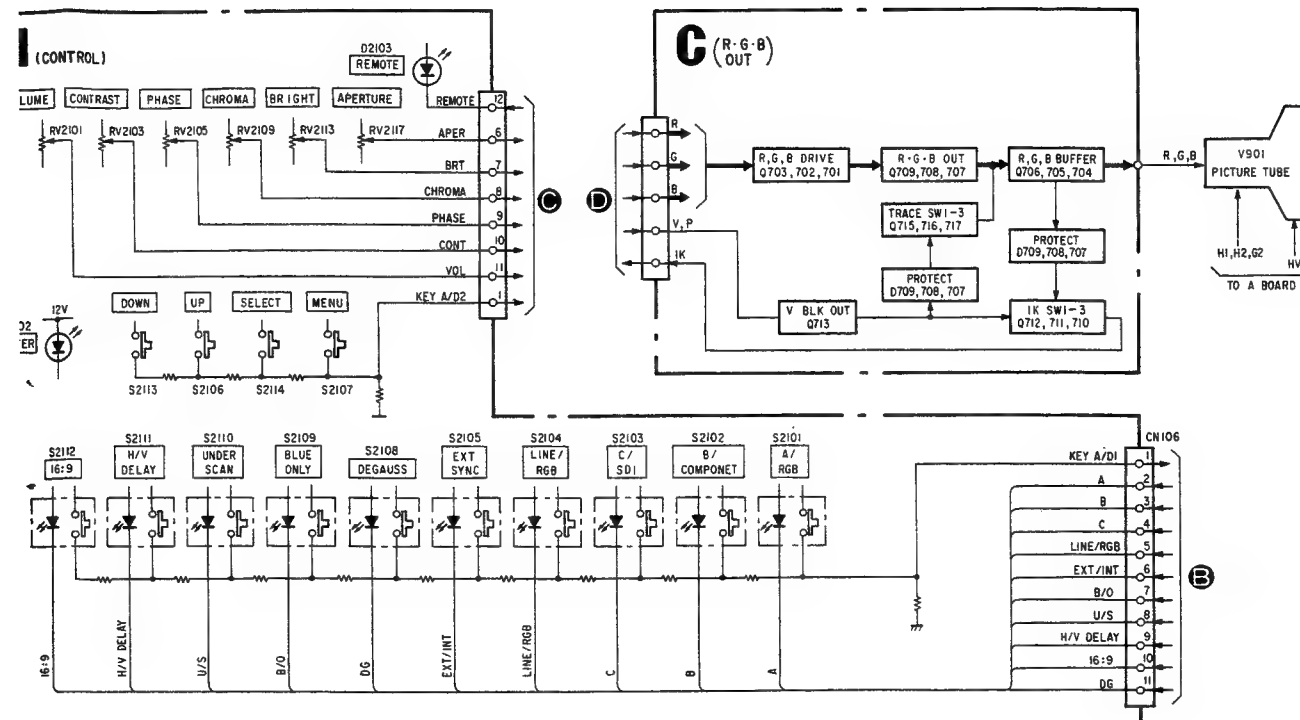 (CONTROL)
D2103
REMOTE
LUME
CONTRAST
PHASE
CHROMA
BRIGHT
APERTURE
RV2101
RV2103
RV2105
RV2109
RV2113
RV2117
REMOTE 12
APER 6
BRT 7
CHROMA 8
PHASE 9
CONT 10
VOL 11
KEY A/D2 1
C
12V
D2
ER
DOWN
UP
SELECT
MENU
S2113
S2106
S2114
S2107
C (R·G·B OUT)
D
R
G
B
V,P
IK
R,G,B DRIVE
Q703,702,701
R·G·B OUT
Q709,708,707
R,G,B BUFFER
Q706,705,704
TRACE SW1-3
Q715,716,717
PROTECT
D709,708,707
PROTECT
D709,708,707
V BLK OUT
Q713
IK SW1-3
Q712,711,710
R,G,B
V901
PICTURE TUBE
H1,H2,G2
HV
TO A BOARD
S2112
16:9
S2111
H/V
DELAY
S2110
UNDER
SCAN
S2109
BLUE
ONLY
S2108
DEGAUSS
S2105
EXT
SYNC
S2104
LINE/
RGB
S2103
C/
SDI
S2102
B/
COMPONET
S2101
A/
RGB
16:9
H/V DELAY
U/S
B/O
DG
EXT/INT
LINE/RGB
C
B
A
CN106
KEY A/D1 1
A 2
B 3
C 4
LINE/RGB 5
EXT/INT 6
B/O 7
U/S 8
H/V DELAY 9
16:9 10
DG 11
B